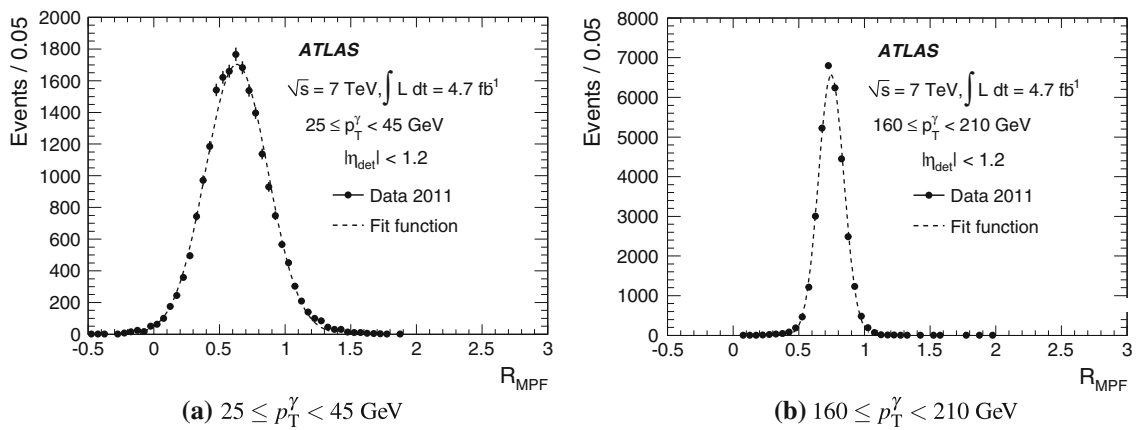 Events / 0.05
2000
1800
1600
1400
1200
1000
800
600
400
200
0
-0.5 0 0.5 1 1.5 2 2.5 3
R_MPF
ATLAS
√s = 7 TeV, ∫ L dt = 4.7 fb⁻¹
25 ≤ p_T^γ < 45 GeV
|η_det| < 1.2
Data 2011
Fit function
(a) 25 ≤ p_T^γ < 45 GeV
Events / 0.05
8000
7000
6000
5000
4000
3000
2000
1000
0
-0.5 0 0.5 1 1.5 2 2.5 3
R_MPF
ATLAS
√s = 7 TeV, ∫ L dt = 4.7 fb⁻¹
160 ≤ p_T^γ < 210 GeV
|η_det| < 1.2
Data 2011
Fit function
(b) 160 ≤ p_T^γ < 210 GeV